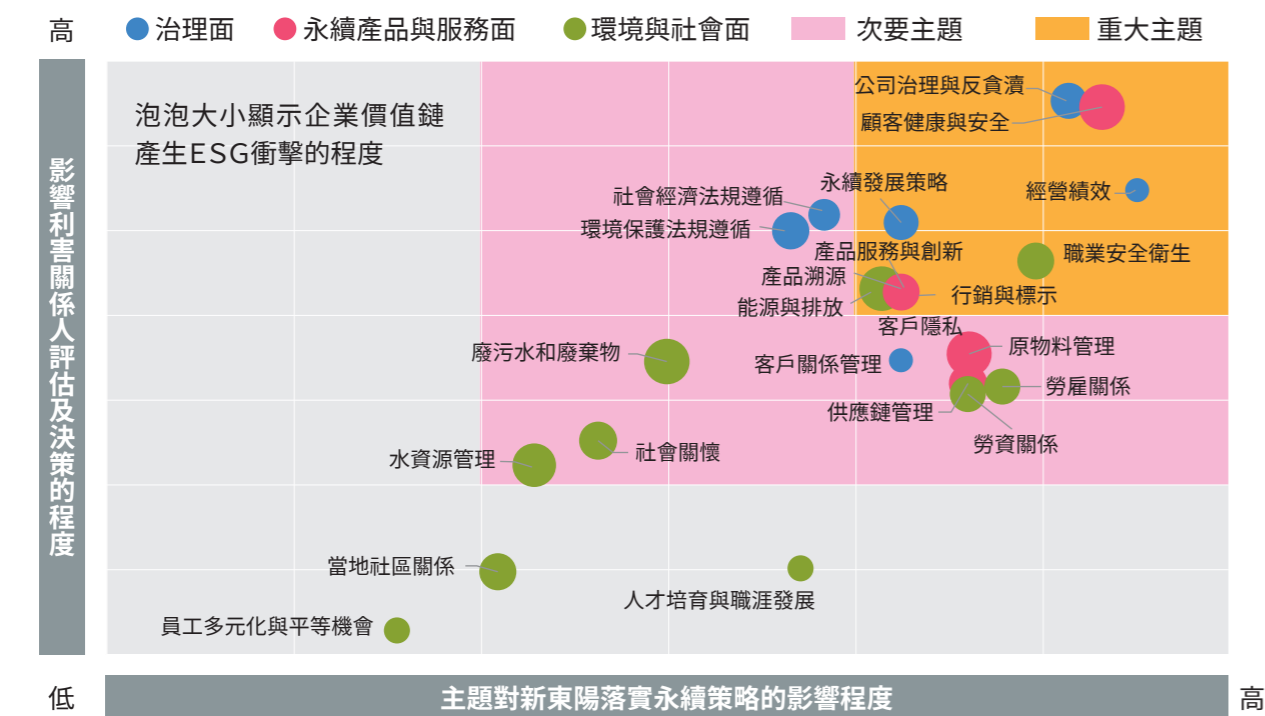 高
治理面
永續產品與服務面
環境與社會面
次要主題
重大主題
泡泡大小顯示企業價值鏈
產生ESG衝擊的程度
影響利害關係人評估及決策的程度
公司治理與反貪瀆
顧客健康與安全
永續發展策略
經營績效
社會經濟法規遵循
環境保護法規遵循
產品服務與創新
職業安全衛生
產品溯源
行銷與標示
能源與排放
客戶隱私
原物料管理
廢污水和廢棄物
客戶關係管理
勞雇關係
供應鏈管理
勞資關係
社會關懷
水資源管理
當地社區關係
人才培育與職涯發展
員工多元化與平等機會
低
主題對新東陽落實永續策略的影響程度
高